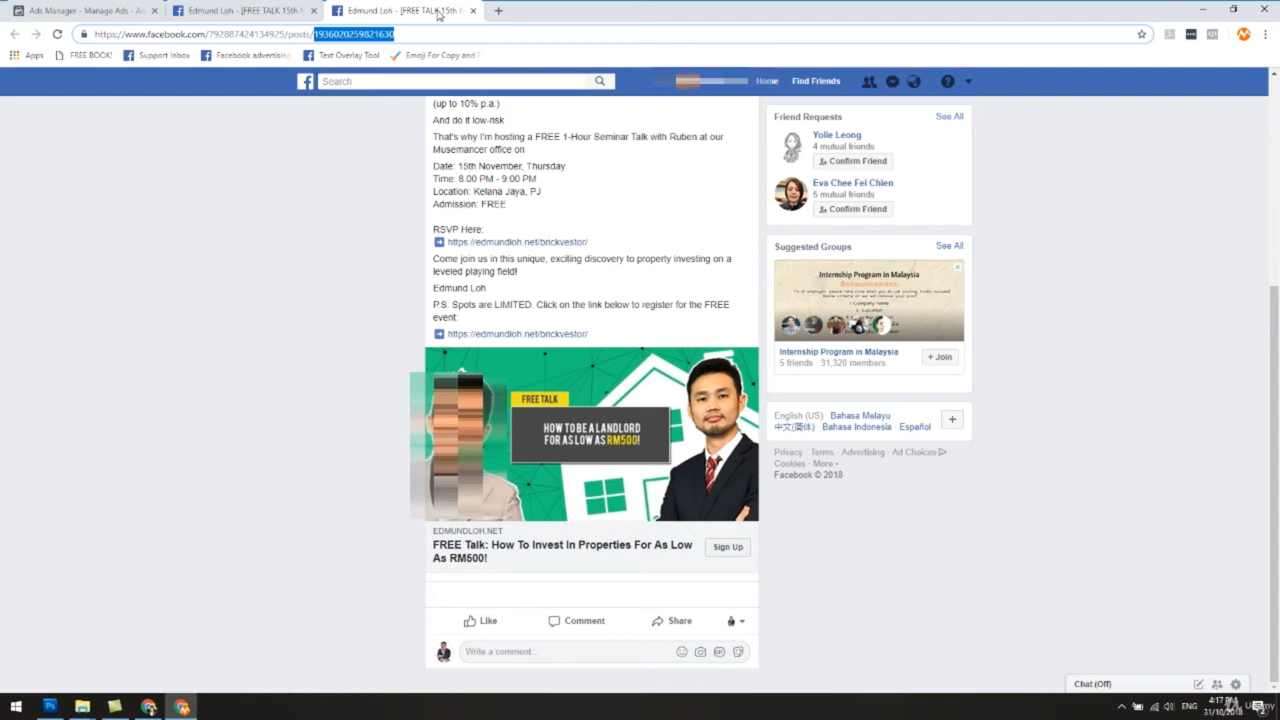 Ads Manager - Manage Ads - Ad
Edmund Loh - [FREE TALK 15th
Edmund Loh - [FREE TALK 15th
https://www.facebook.com/792887424134925/posts/1936020259821630
Apps
FREE BOOK!
Support Inbox
Facebook advertising
Text Overlay Tool
Emoji For Copy and
Search
Home
Find Friends
(up to 10% p.a.)
And do it low-risk
That's why I'm hosting a FREE 1-Hour Seminar Talk with Ruben at our
Musemancer office on
Date: 15th November, Thursday
Time: 8:00 PM - 9:00 PM
Location: Kelana Jaya, PJ
Admission: FREE
RSVP Here:
https://edmundloh.net/brickvestor/
Come join us in this unique, exciting discovery to property investing on a
leveled playing field!
Edmund Loh
P.S. Spots are LIMITED. Click on the link below to register for the FREE
event:
https://edmundloh.net/brickvestor/
FREE TALK
HOW TO BE A LANDLORD
FOR AS LOW AS RM500!
EDMUNDLOH.NET
FREE Talk: How To Invest In Properties For As Low
As RM500!
Sign Up
Like
Comment
Share
Write a comment...
Friend Requests
See All
Yolie Leong
4 mutual friends
Confirm Friend
Eva Chee Fei Chien
5 mutual friends
Confirm Friend
Suggested Groups
See All
Internship Program in Malaysia
Announcement:
1. Company Name
2. Location
Internship Program in Malaysia
5 friends · 31,320 members
+ Join
English (US) · Bahasa Melayu ·
中文(简体) · Bahasa Indonesia · Español
Privacy · Terms · Advertising · Ad Choices ·
Cookies · More
Facebook © 2018
Chat (Off)
ENG
4:17 PM
31/10/2018
Udemy